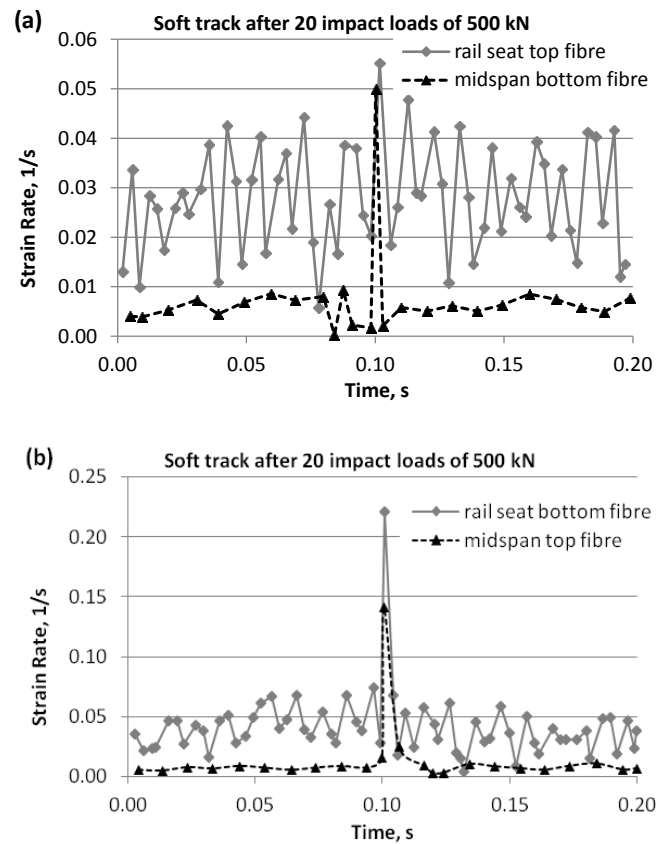 (a)
Soft track after 20 impact loads of 500 kN
rail seat top fibre
midspan bottom fibre
Strain Rate, 1/s
0.06
0.05
0.04
0.03
0.02
0.01
0.00
0.00 0.05 0.10 0.15 0.20
Time, s
(b)
Soft track after 20 impact loads of 500 kN
rail seat bottom fibre
midspan top fibre
Strain Rate, 1/s
0.25
0.20
0.15
0.10
0.05
0.00
0.00 0.05 0.10 0.15 0.20
Time, s